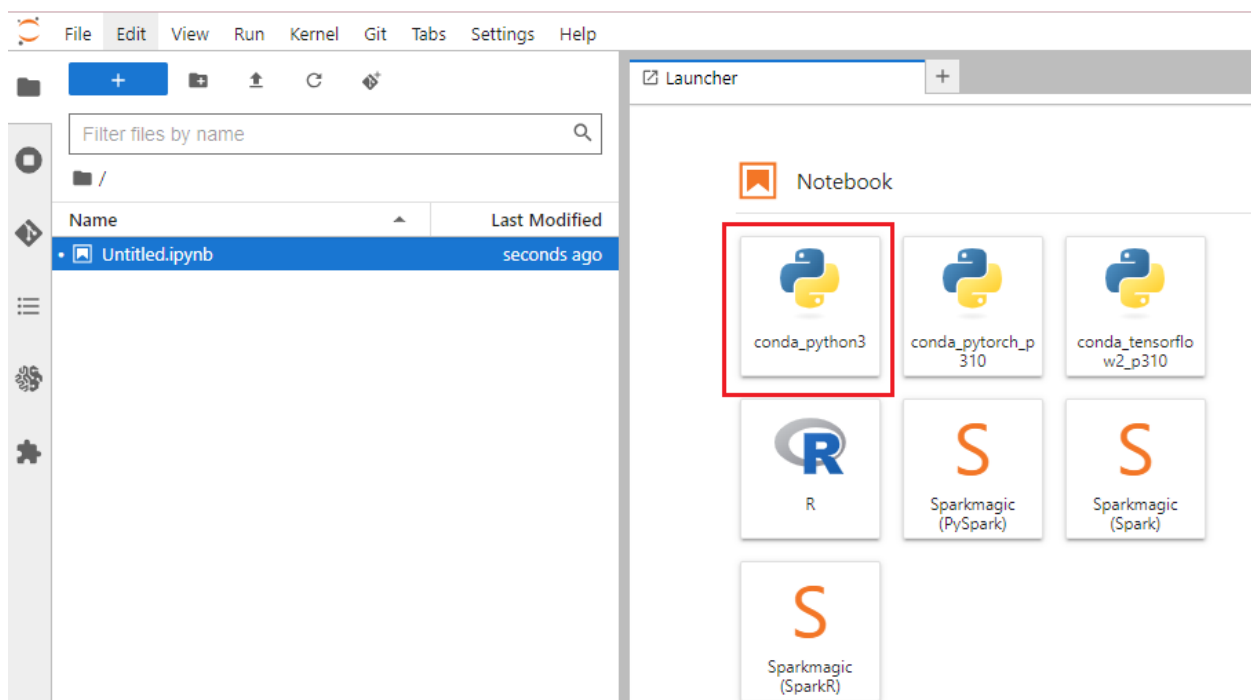 File Edit View Run Kernel Git Tabs Settings Help
Launcher
Filter files by name
/
Name Last Modified
Untitled.ipynb seconds ago
Notebook
conda_python3
conda_pytorch_p
310
conda_tensorflo
w2_p310
R
Sparkmagic
(PySpark)
Sparkmagic
(Spark)
Sparkmagic
(SparkR)